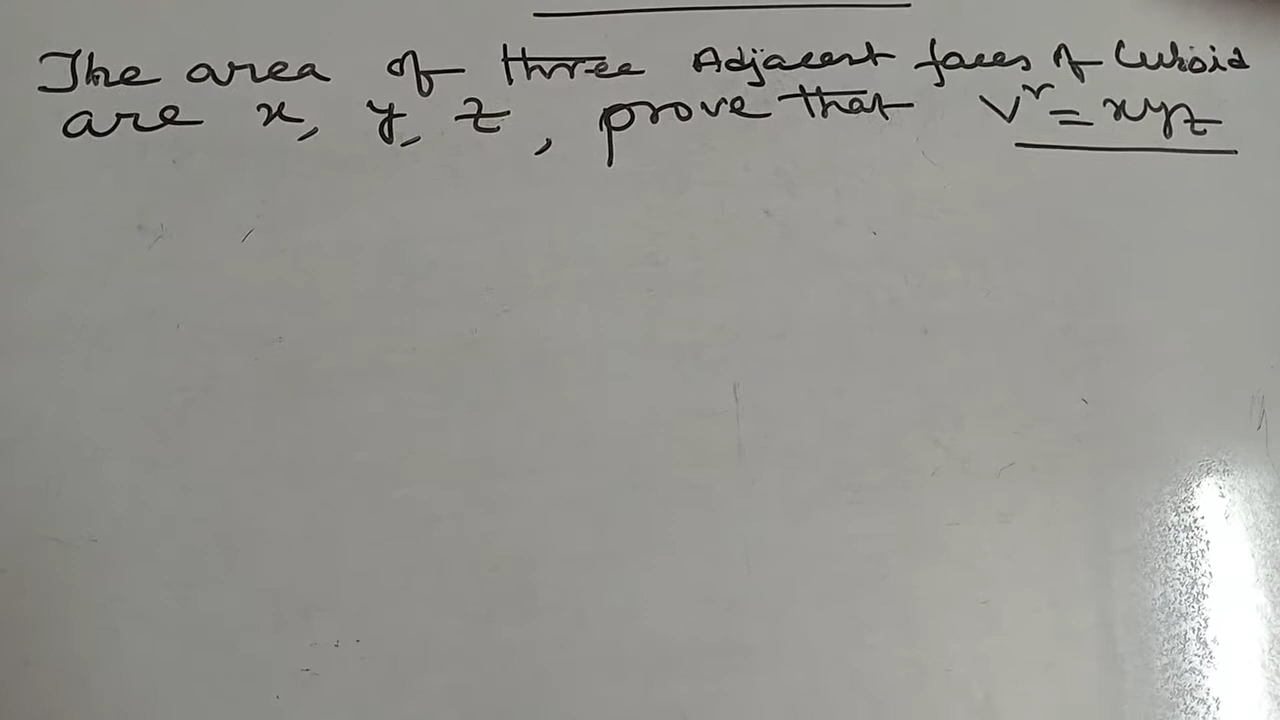 The area of three Adjacent faces of Cuboid
are x, y, z, prove that V² = xyz